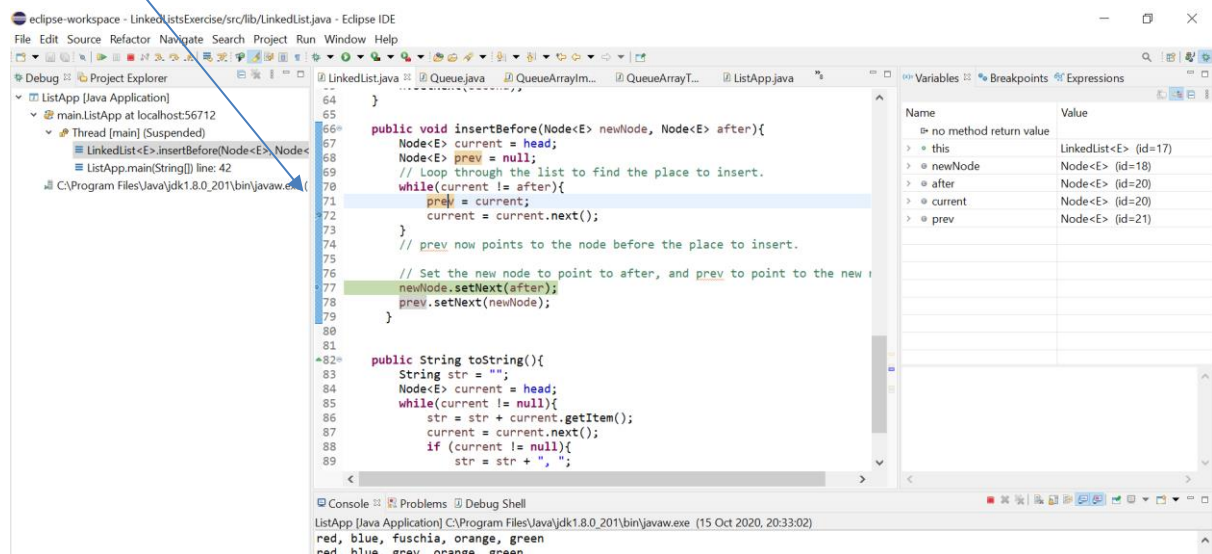 eclipse-workspace - LinkedListsExercise/src/lib/LinkedList.java - Eclipse IDE
File Edit Source Refactor Navigate Search Project Run Window Help
Debug Project Explorer
ListApp [Java Application]
main.ListApp at localhost:56712
Thread [main] (Suspended)
LinkedList<E>.insertBefore(Node<E>, Node<
ListApp.main(String[]) line: 42
C:\Program Files\Java\jdk1.8.0_201\bin\javaw.exe (
LinkedList.java Queue.java QueueArrayIm... QueueArrayT... ListApp.java
64 }
65
66 public void insertBefore(Node<E> newNode, Node<E> after){
67 Node<E> current = head;
68 Node<E> prev = null;
69 // Loop through the list to find the place to insert.
70 while(current != after){
71 prev = current;
72 current = current.next();
73 }
74 // prev now points to the node before the place to insert.
75
76 // Set the new node to point to after, and prev to point to the new
77 newNode.setNext(after);
78 prev.setNext(newNode);
79 }
80
81
82 public String toString(){
83 String str = "";
84 Node<E> current = head;
85 while(current != null){
86 str = str + current.getItem();
87 current = current.next();
88 if (current != null){
89 str = str + ", ";
Variables Breakpoints Expressions
Name Value
no method return value
this LinkedList<E> (id=17)
newNode Node<E> (id=18)
after Node<E> (id=20)
current Node<E> (id=20)
prev Node<E> (id=21)
Console Problems Debug Shell
ListApp [Java Application] C:\Program Files\Java\jdk1.8.0_201\bin\javaw.exe (15 Oct 2020, 20:33:02)
red, blue, fuschia, orange, green
red, blue, grey, orange, green